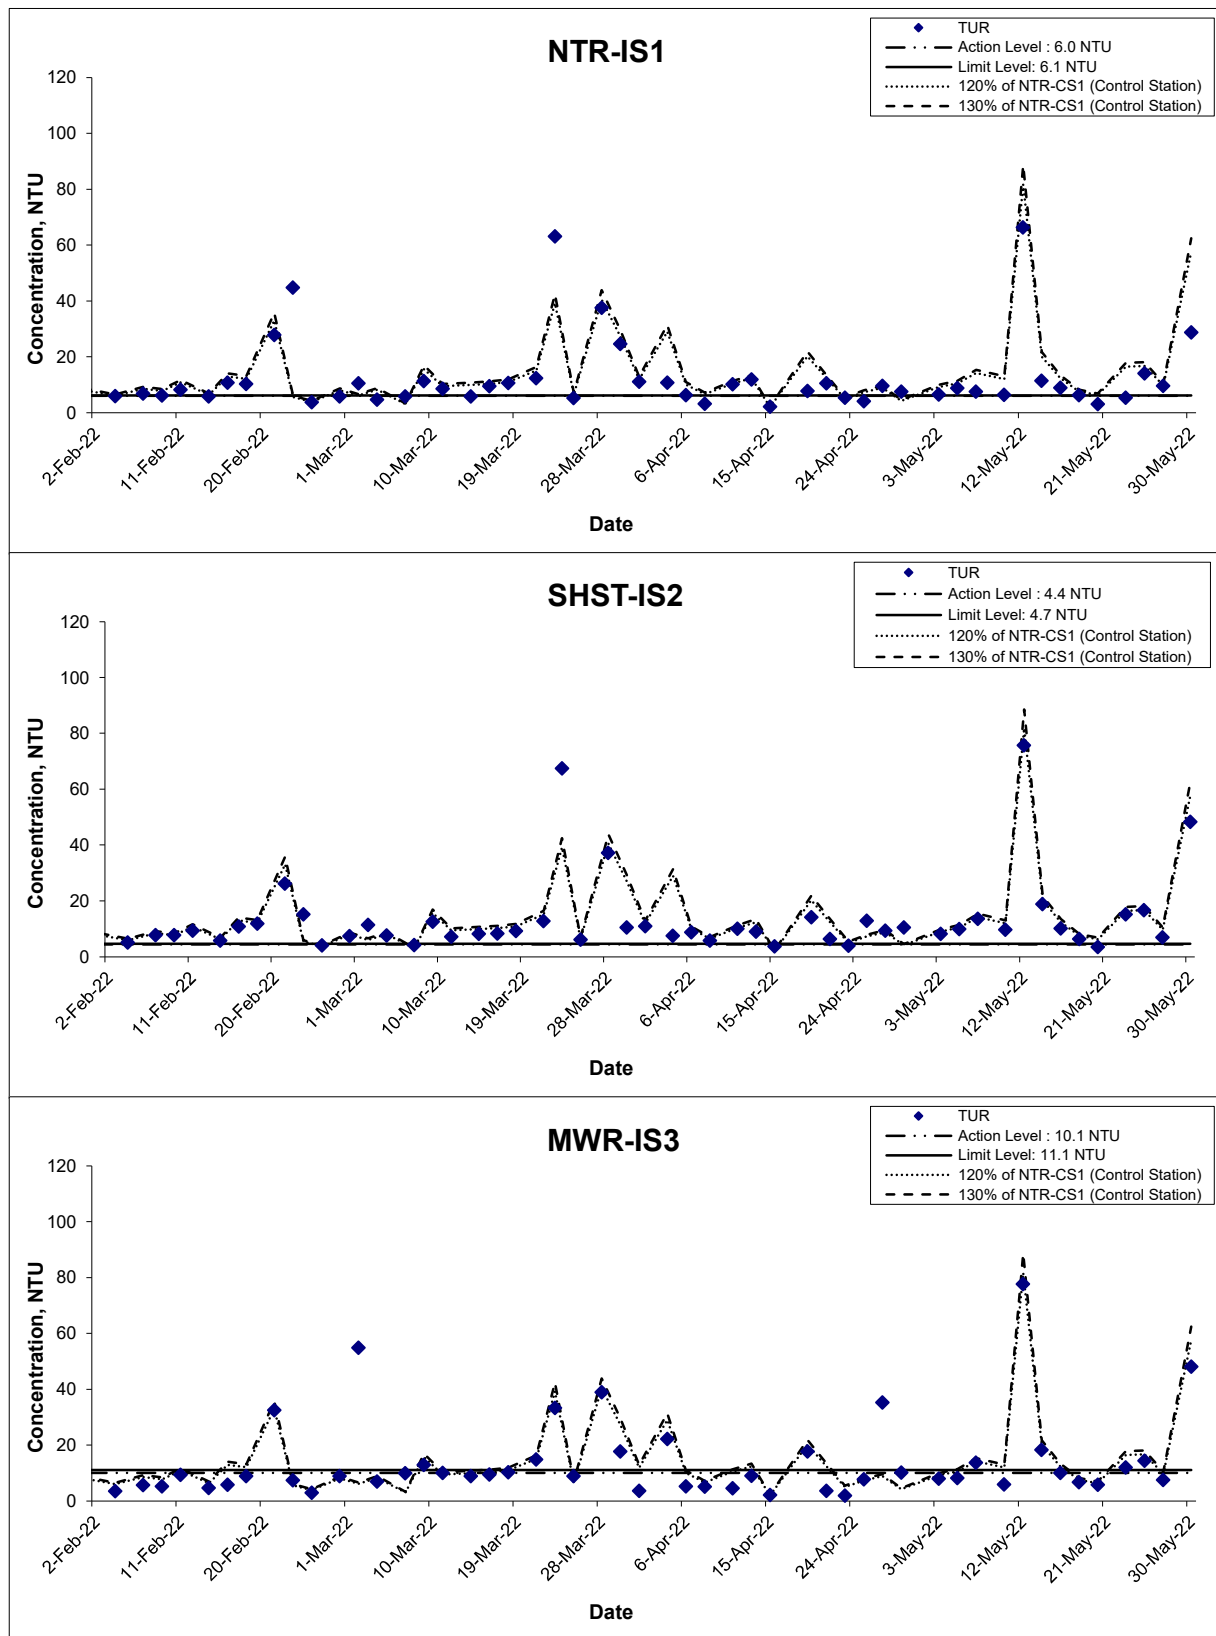 NTR-IS1
TUR
Action Level : 6.0 NTU
Limit Level: 6.1 NTU
120% of NTR-CS1 (Control Station)
130% of NTR-CS1 (Control Station)
Concentration, NTU
120
100
80
60
40
20
0
2-Feb-22
11-Feb-22
20-Feb-22
1-Mar-22
10-Mar-22
19-Mar-22
28-Mar-22
6-Apr-22
15-Apr-22
24-Apr-22
3-May-22
12-May-22
21-May-22
30-May-22
Date
SHST-IS2
TUR
Action Level : 4.4 NTU
Limit Level: 4.7 NTU
120% of NTR-CS1 (Control Station)
130% of NTR-CS1 (Control Station)
Concentration, NTU
120
100
80
60
40
20
0
2-Feb-22
11-Feb-22
20-Feb-22
1-Mar-22
10-Mar-22
19-Mar-22
28-Mar-22
6-Apr-22
15-Apr-22
24-Apr-22
3-May-22
12-May-22
21-May-22
30-May-22
Date
MWR-IS3
TUR
Action Level : 10.1 NTU
Limit Level: 11.1 NTU
120% of NTR-CS1 (Control Station)
130% of NTR-CS1 (Control Station)
Concentration, NTU
120
100
80
60
40
20
0
2-Feb-22
11-Feb-22
20-Feb-22
1-Mar-22
10-Mar-22
19-Mar-22
28-Mar-22
6-Apr-22
15-Apr-22
24-Apr-22
3-May-22
12-May-22
21-May-22
30-May-22
Date